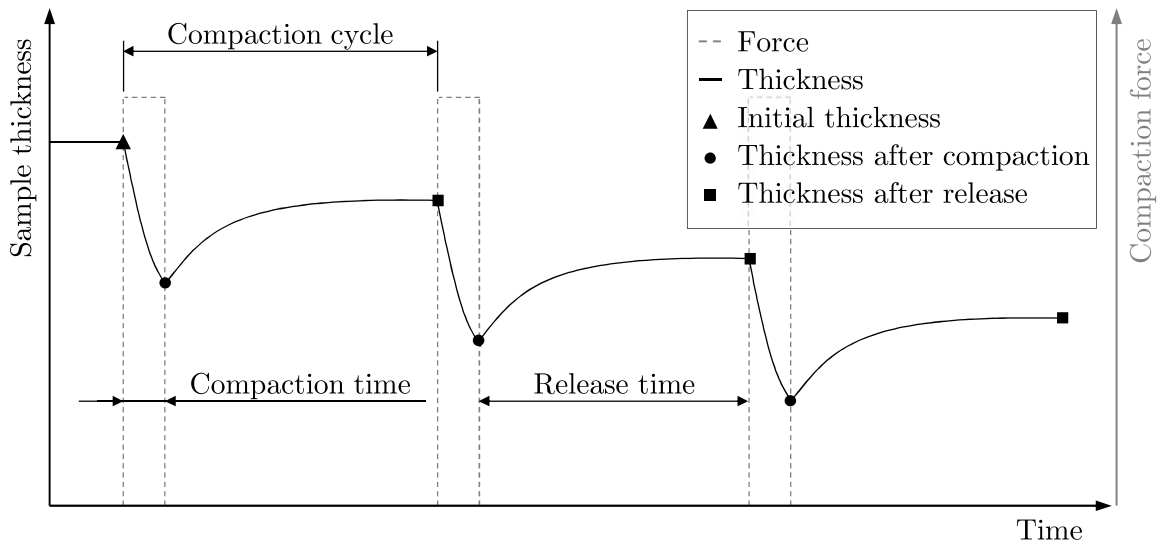 Compaction cycle
Sample thickness
Force
Thickness
Initial thickness
Thickness after compaction
Thickness after release
Compaction force
Compaction time
Release time
Time